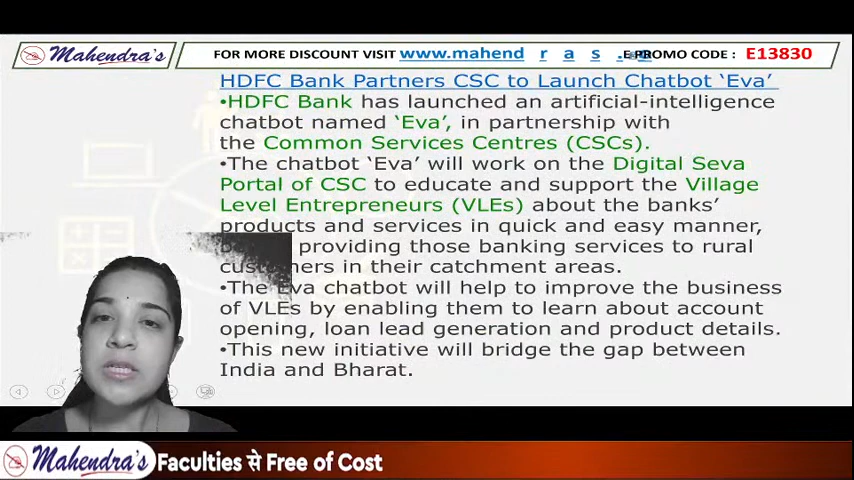 Mahendra's
FOR MORE DISCOUNT VISIT www.mahendras. PROMO CODE : E13830
HDFC Bank Partners CSC to Launch Chatbot ‘Eva’
•HDFC Bank has launched an artificial-intelligence
chatbot named ‘Eva’, in partnership with
the Common Services Centres (CSCs).
•The chatbot ‘Eva’ will work on the Digital Seva
Portal of CSC to educate and support the Village
Level Entrepreneurs (VLEs) about the banks’
products and services in quick and easy manner,
providing those banking services to rural
customers in their catchment areas.
•The Eva chatbot will help to improve the business
of VLEs by enabling them to learn about account
opening, loan lead generation and product details.
•This new initiative will bridge the gap between
India and Bharat.
Mahendra's Faculties से Free of Cost